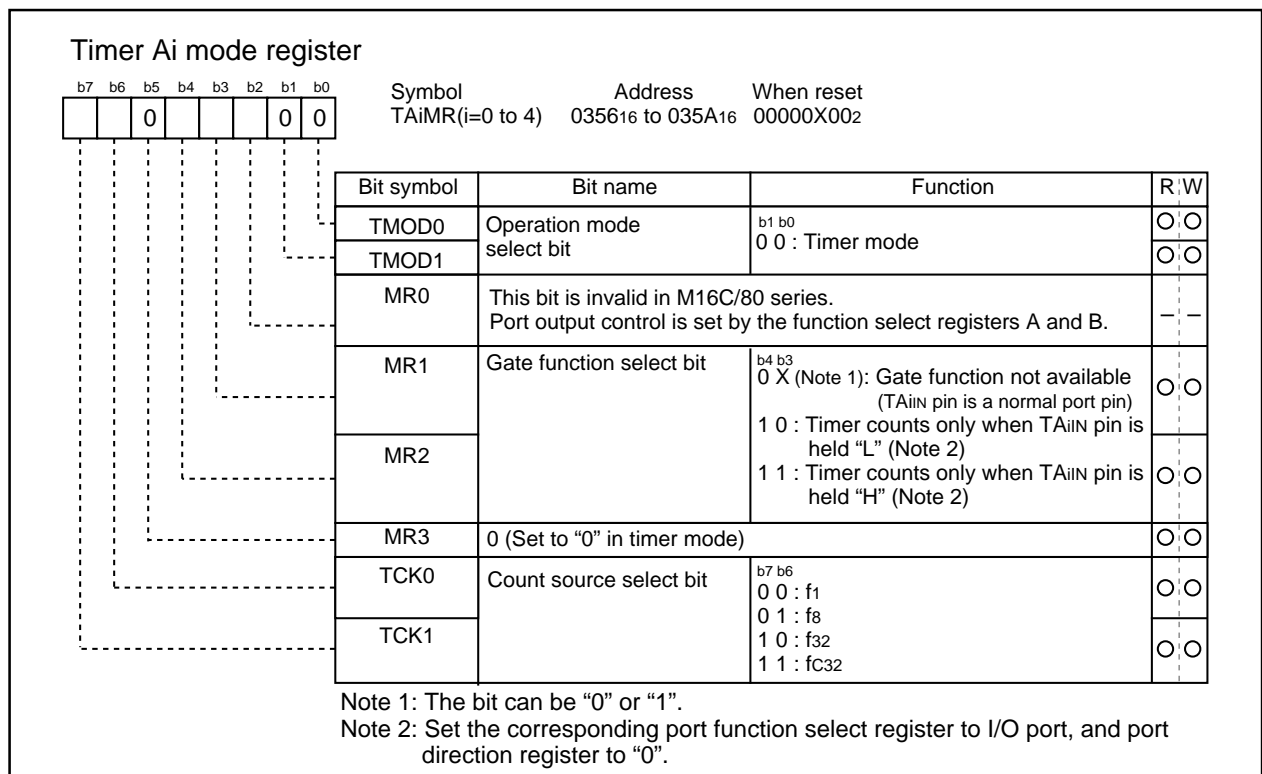 Timer Ai mode register
b7 b6 b5 b4 b3 b2 b1 b0
0 0 0
Symbol Address When reset
TAiMR(i=0 to 4) 035616 to 035A16 00000X002
Bit symbol Bit name Function R W
TMOD0 Operation mode select bit
b1 b0
0 0 : Timer mode
TMOD1
MR0 This bit is invalid in M16C/80 series.
Port output control is set by the function select registers A and B.
– –
MR1 Gate function select bit
b4 b3
0 X (Note 1): Gate function not available
(TAiIN pin is a normal port pin)
1 0 : Timer counts only when TAiIN pin is
held “L” (Note 2)
MR2
1 1 : Timer counts only when TAiIN pin is
held “H” (Note 2)
MR3 0 (Set to “0” in timer mode)
TCK0 Count source select bit
b7 b6
0 0 : f1
0 1 : f8
TCK1
1 0 : f32
1 1 : fC32
Note 1: The bit can be “0” or “1”.
Note 2: Set the corresponding port function select register to I/O port, and port
direction register to “0”.